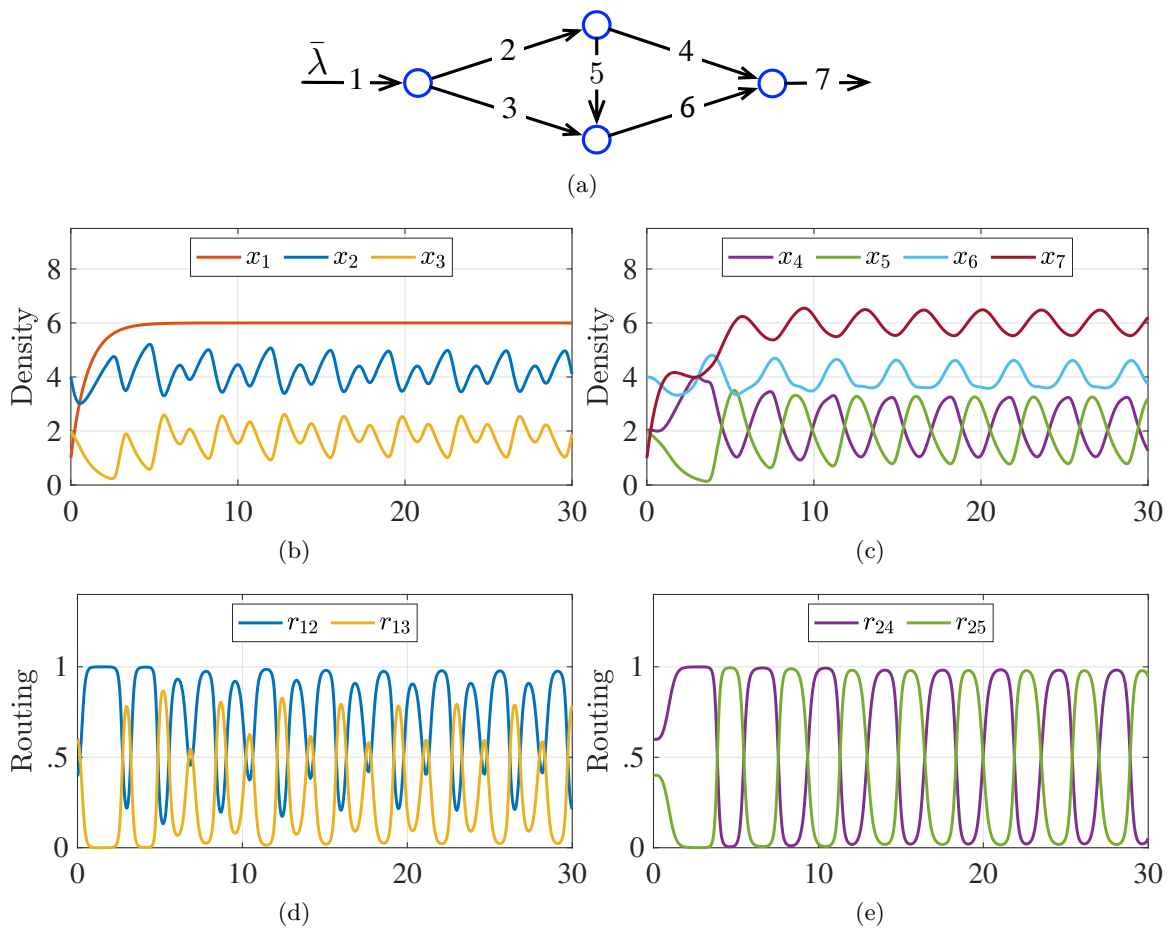 λ̄ 1 2 3 4 5 6 7
(a)
x₁ x₂ x₃
Density
8
6
4
2
0
0 10 20 30
(b)
x₄ x₅ x₆ x₇
Density
8
6
4
2
0
0 10 20 30
(c)
r₁₂ r₁₃
Routing
1
.5
0
0 10 20 30
(d)
r₂₄ r₂₅
Routing
1
.5
0
0 10 20 30
(e)